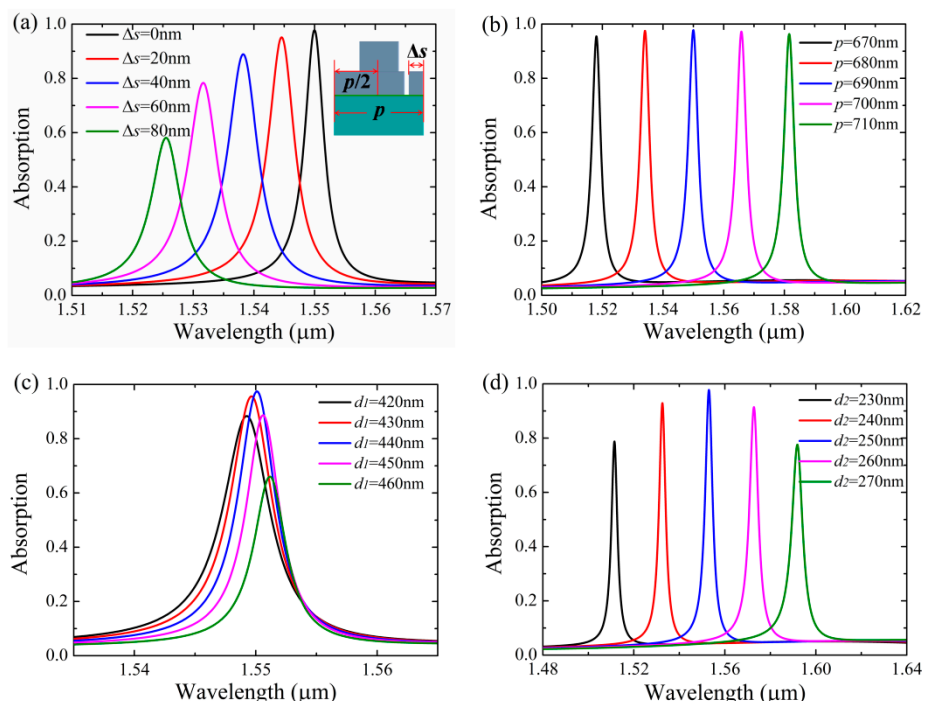 (a)
Δs=0nm
Δs=20nm
Δs=40nm
Δs=60nm
Δs=80nm
Δs
p/2
p
1.0
0.8
0.6
0.4
0.2
0.0
Absorption
1.51 1.52 1.53 1.54 1.55 1.56 1.57
Wavelength (μm)
(b)
p=670nm
p=680nm
p=690nm
p=700nm
p=710nm
1.0
0.8
0.6
0.4
0.2
0.0
Absorption
1.50 1.52 1.54 1.56 1.58 1.60 1.62
Wavelength (μm)
(c)
d1=420nm
d1=430nm
d1=440nm
d1=450nm
d1=460nm
1.0
0.8
0.6
0.4
0.2
0.0
Absorption
1.54 1.55 1.56
Wavelength (μm)
(d)
d2=230nm
d2=240nm
d2=250nm
d2=260nm
d2=270nm
1.0
0.8
0.6
0.4
0.2
0.0
Absorption
1.48 1.52 1.56 1.60 1.64
Wavelength (μm)